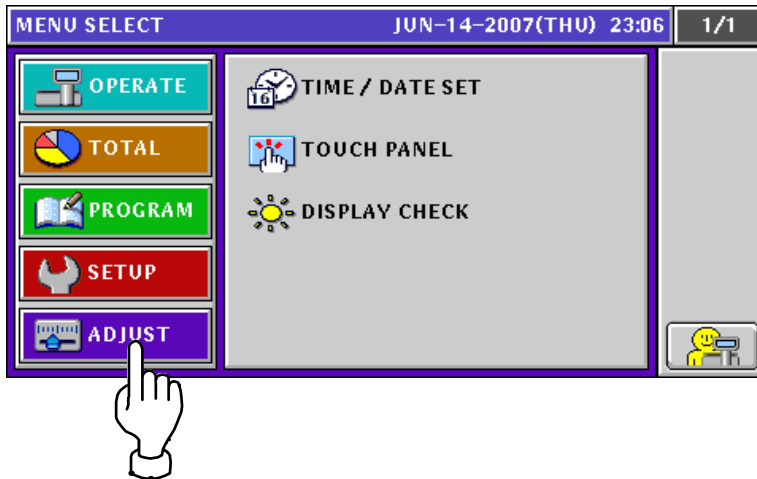 MENU SELECT JUN-14-2007(THU) 23:06 1/1
OPERATE
TOTAL
PROGRAM
SETUP
ADJUST
16 TIME / DATE SET
TOUCH PANEL
DISPLAY CHECK